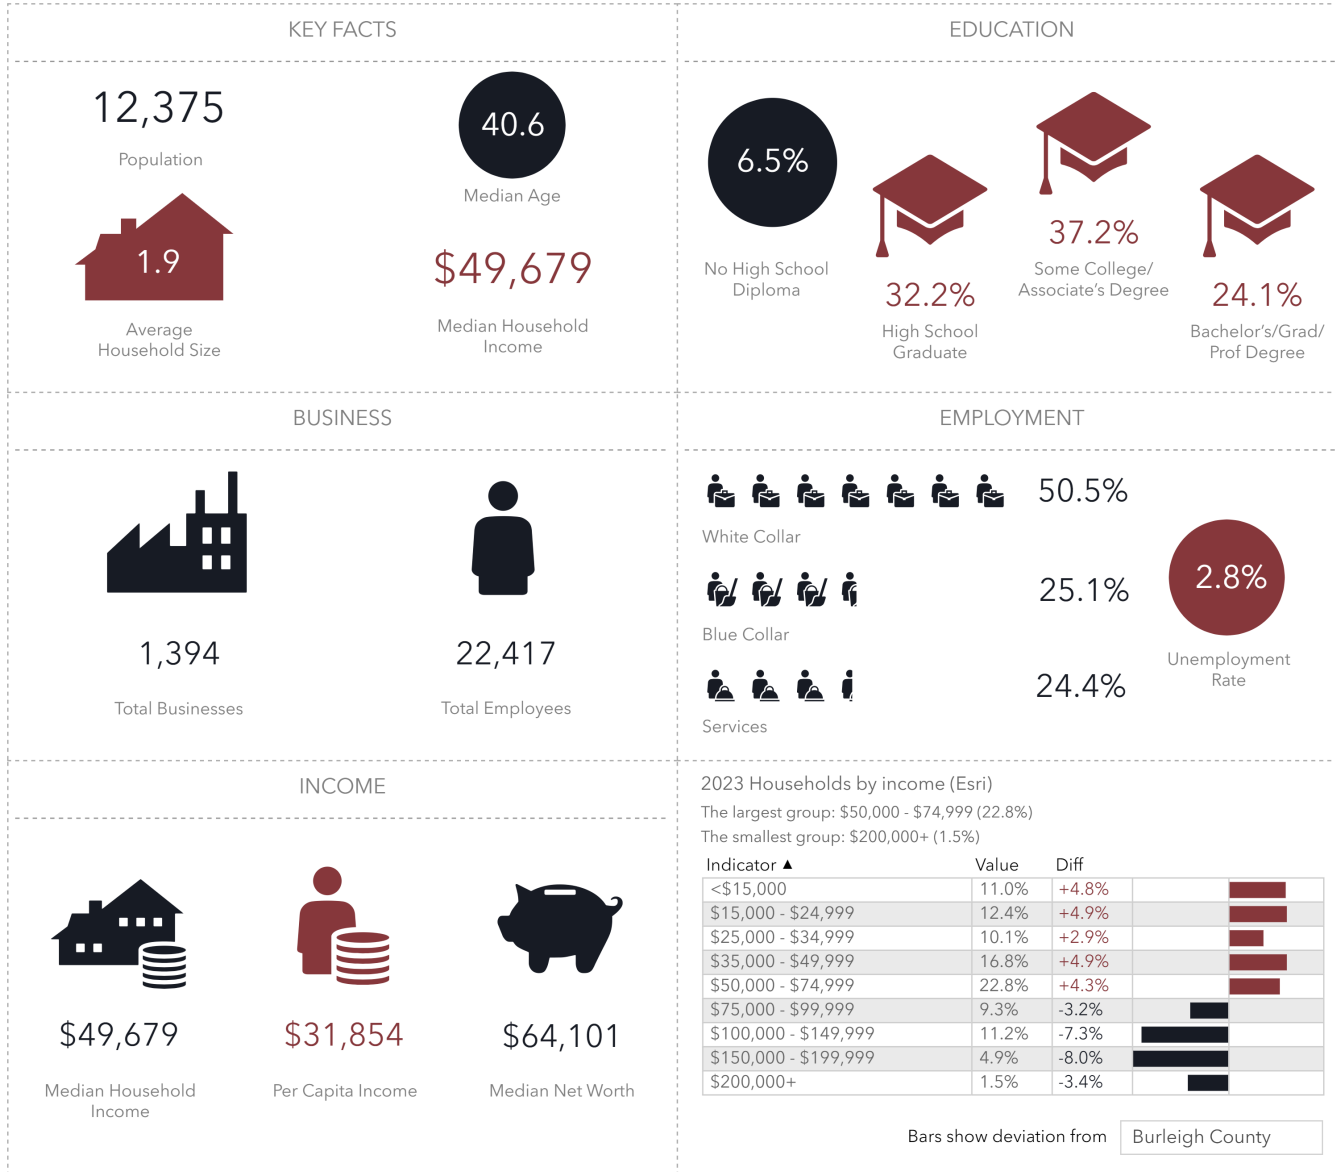 KEY FACTS
12,375
Population
40.6
Median Age
1.9
Average
Household Size
$49,679
Median Household
Income
EDUCATION
6.5%
No High School
Diploma
32.2%
High School
Graduate
37.2%
Some College/
Associate's Degree
24.1%
Bachelor's/Grad/
Prof Degree
BUSINESS
1,394
Total Businesses
22,417
Total Employees
EMPLOYMENT
50.5%
White Collar
25.1%
Blue Collar
24.4%
Services
2.8%
Unemployment
Rate
INCOME
$49,679
Median Household
Income
$31,854
Per Capita Income
$64,101
Median Net Worth
2023 Households by income (Esri)
The largest group: $50,000 - $74,999 (22.8%)
The smallest group: $200,000+ (1.5%)
Indicator ▲ Value Diff
<$15,000 11.0% +4.8%
$15,000 - $24,999 12.4% +4.9%
$25,000 - $34,999 10.1% +2.9%
$35,000 - $49,999 16.8% +4.9%
$50,000 - $74,999 22.8% +4.3%
$75,000 - $99,999 9.3% -3.2%
$100,000 - $149,999 11.2% -7.3%
$150,000 - $199,999 4.9% -8.0%
$200,000+ 1.5% -3.4%
Bars show deviation from Burleigh County